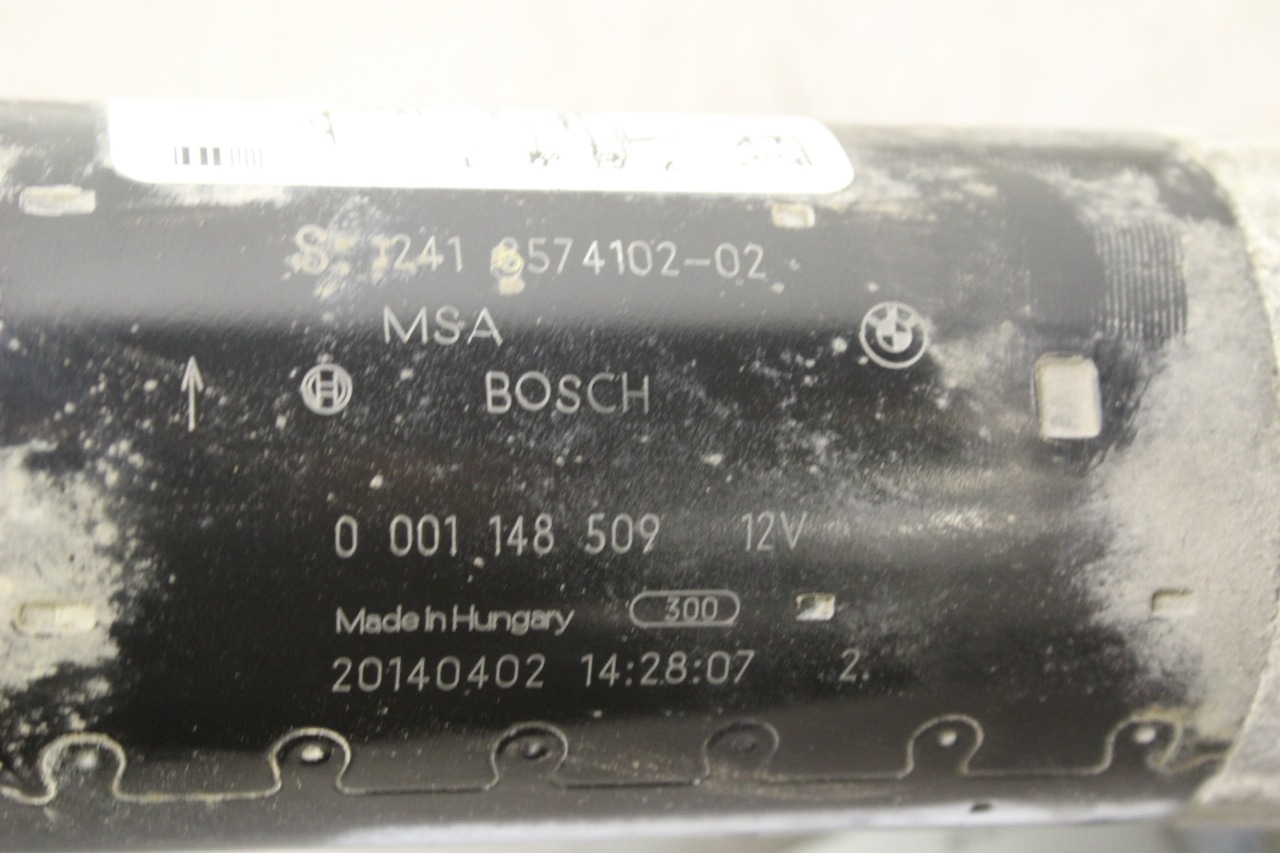 S 1241 8574102-02
MSA
BOSCH
0 001 148 509 12V
Made in Hungary 300
20140402 14:28:07 2.